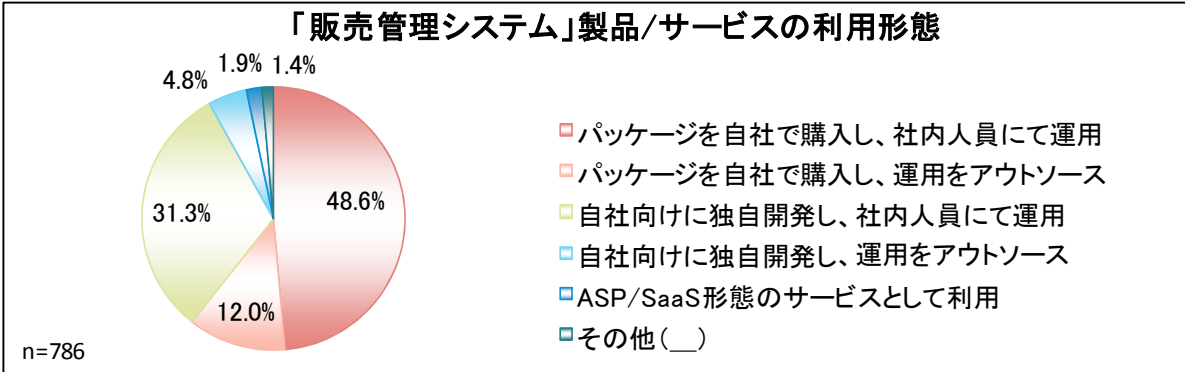 「販売管理システム」製品/サービスの利用形態
1.9%
1.4%
4.8%
48.6%
31.3%
12.0%
パッケージを自社で購入し、社内人員にて運用
パッケージを自社で購入し、運用をアウトソース
自社向けに独自開発し、社内人員にて運用
自社向けに独自開発し、運用をアウトソース
ASP/SaaS形態のサービスとして利用
その他(__)
n=786